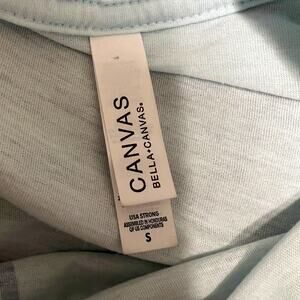 CANVAS
BELLA+CANVAS®
USA STRONG
ASSEMBLED IN HONDURAS
OF US COMPONENTS
S